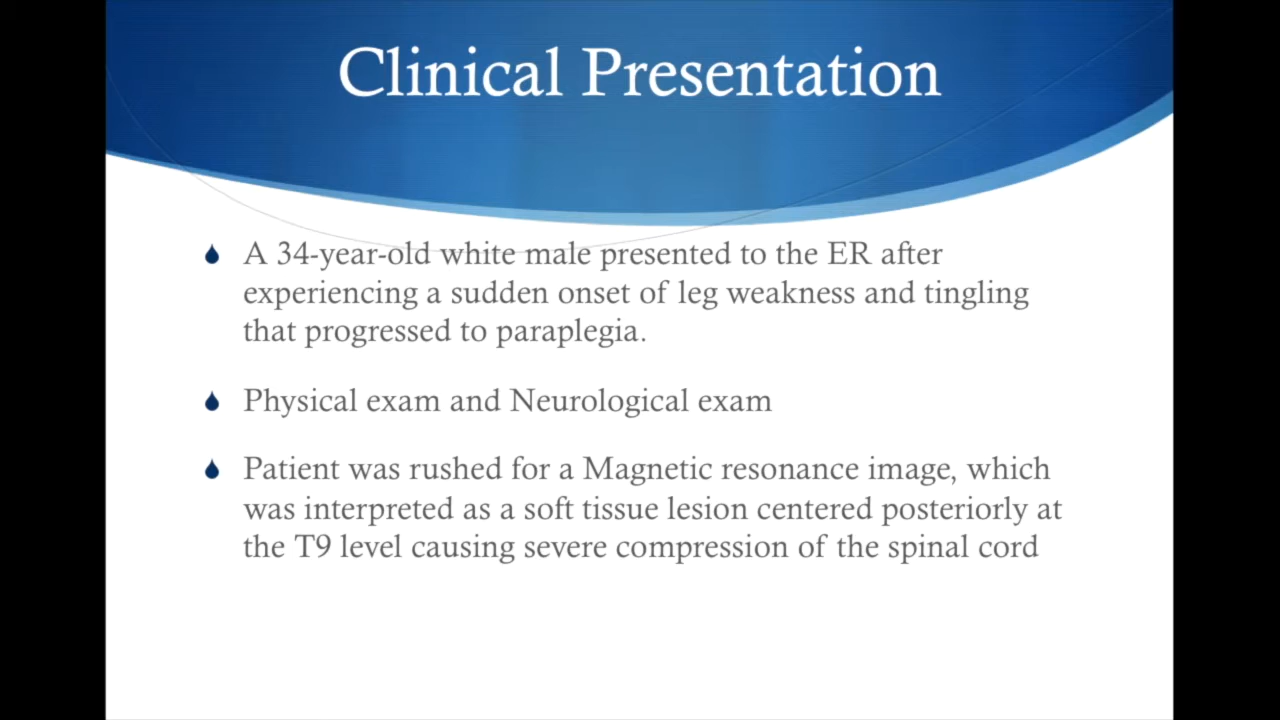 Clinical Presentation
A 34-year-old white male presented to the ER after
experiencing a sudden onset of leg weakness and tingling
that progressed to paraplegia.
Physical exam and Neurological exam
Patient was rushed for a Magnetic resonance image, which
was interpreted as a soft tissue lesion centered posteriorly at
the T9 level causing severe compression of the spinal cord